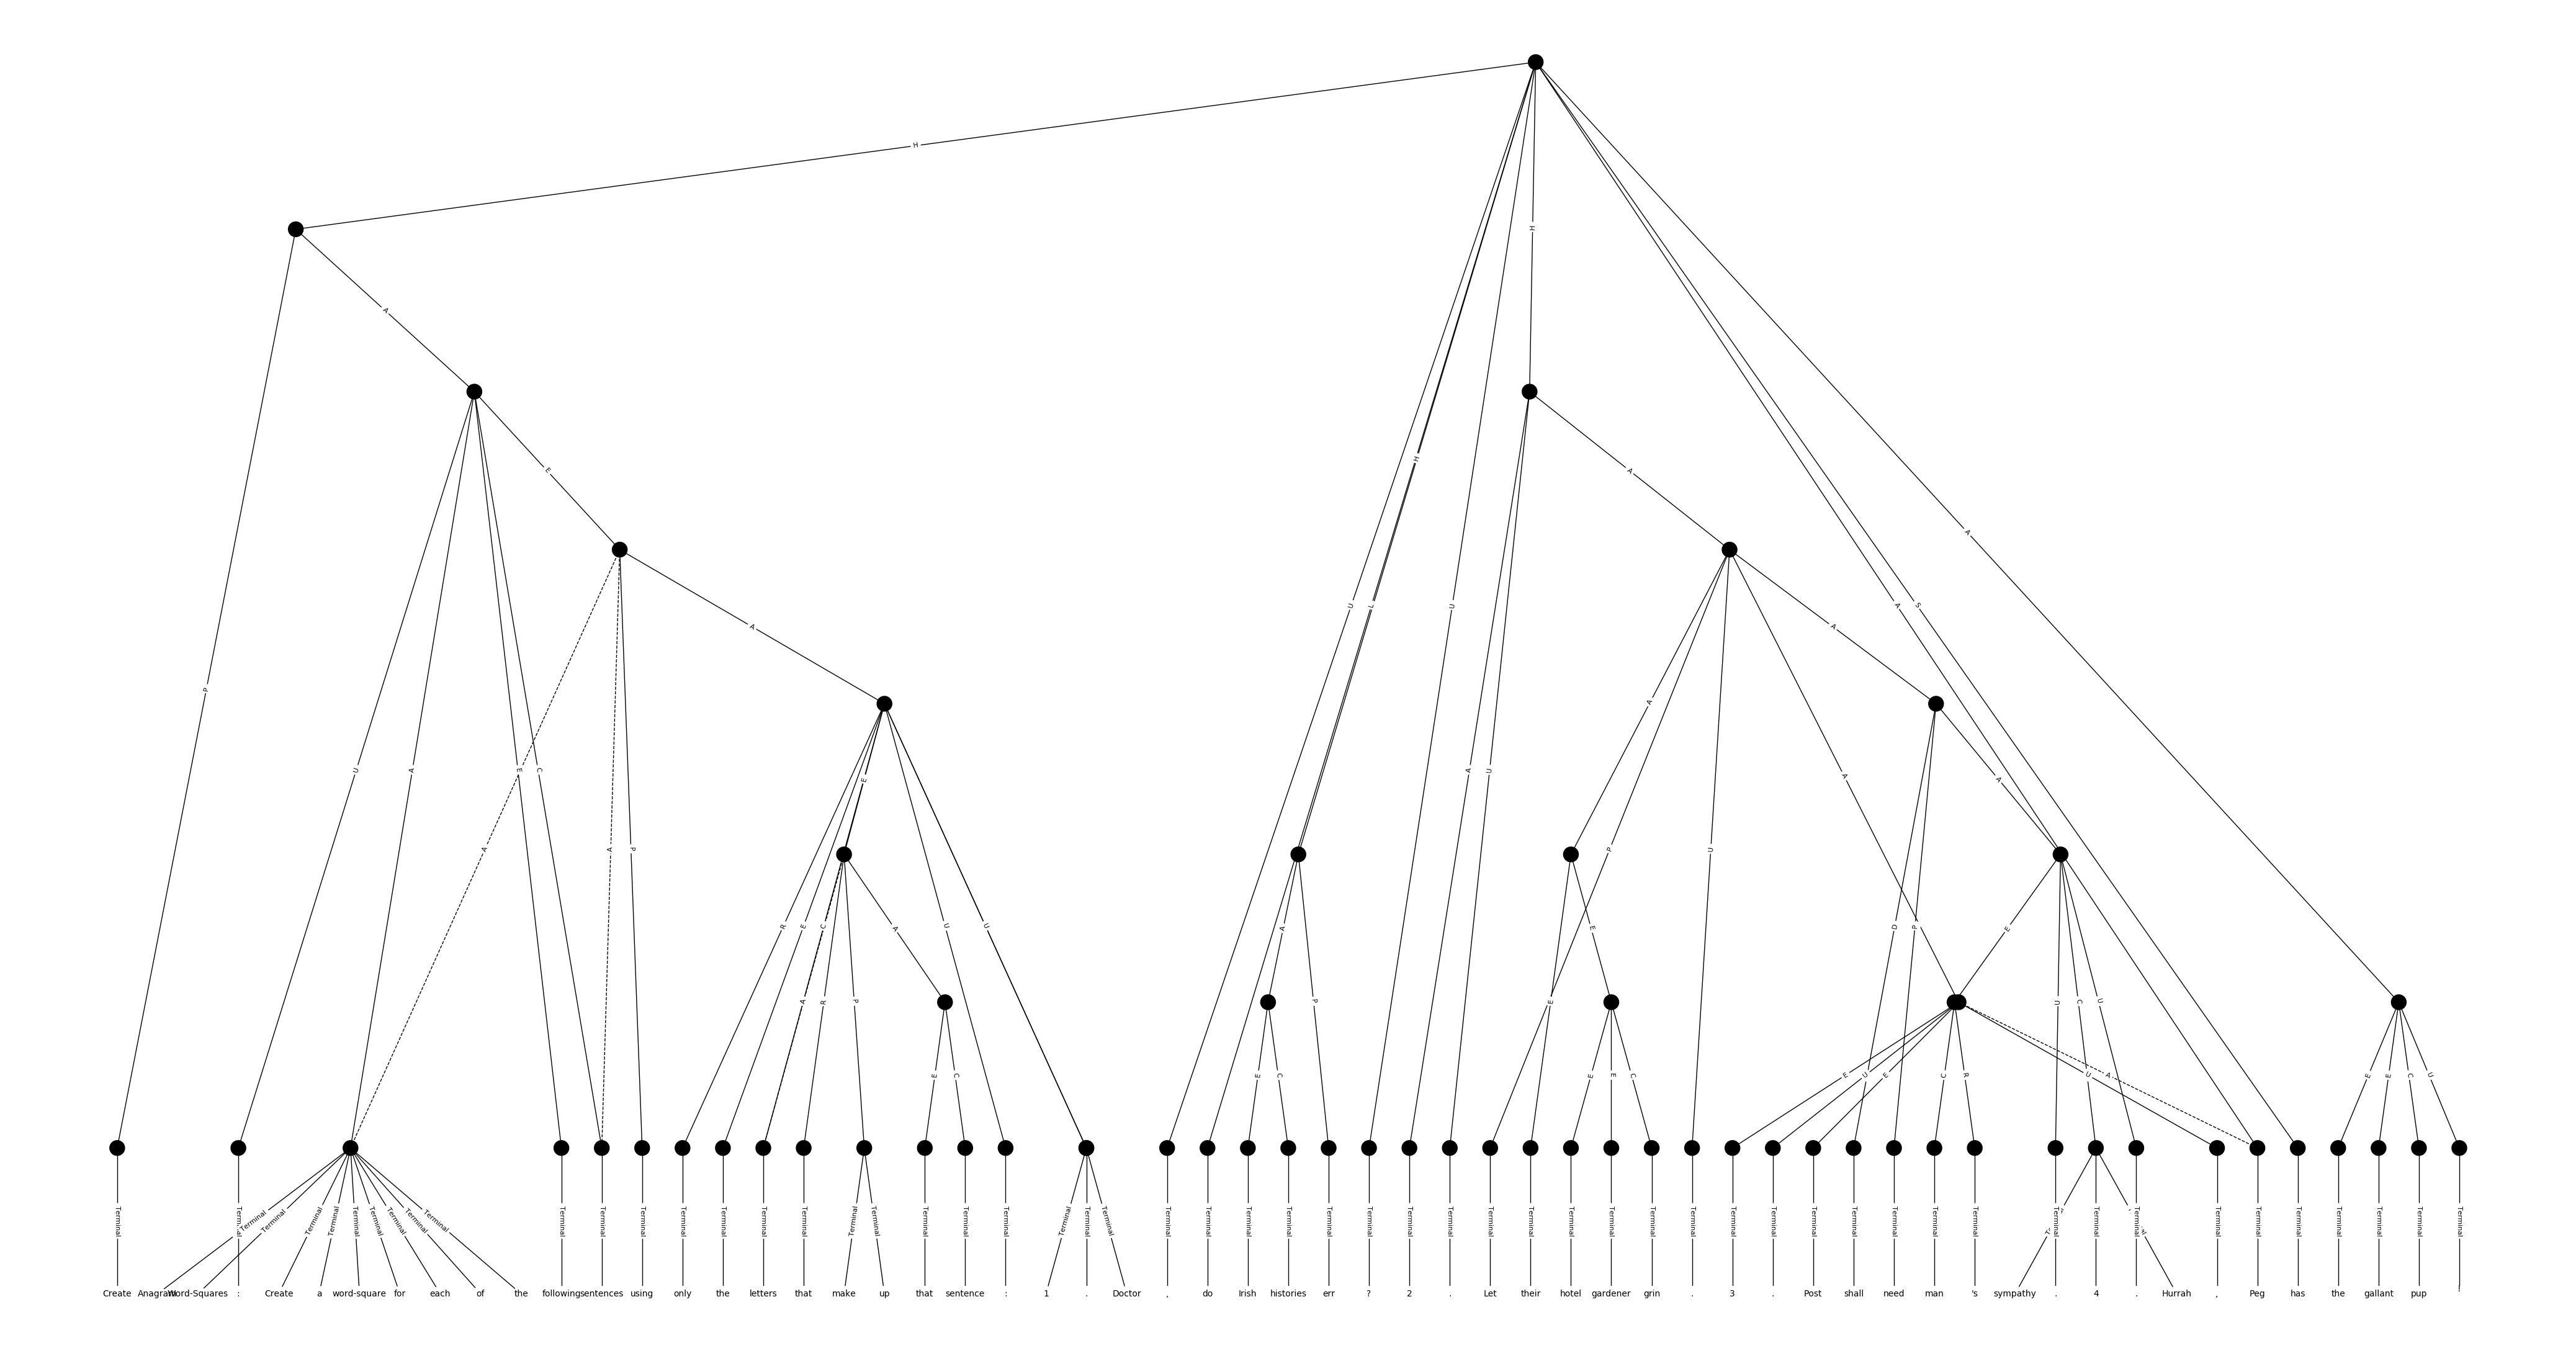 H
H
A
H
A
E
A
U
L
U
A S
A
A
P
U A E C
A U
A
A
E
A
A P
A P
U
A
A
R E C
A
U U
A
E
D P
E
A R P
P
E
U C U
E C
E C
E E C
E U E
C R
U A
E E C U
Terminal Terminal Terminal Terminal Terminal Terminal Terminal Terminal Terminal Terminal Terminal Terminal Terminal Terminal Terminal Terminal Terminal Terminal Terminal Terminal Terminal Terminal Terminal Terminal Terminal Terminal Terminal Terminal Terminal Terminal Terminal Terminal Terminal Terminal Terminal Terminal Terminal Terminal Terminal Terminal Terminal Terminal Terminal Terminal Terminal Terminal Terminal Terminal Terminal Terminal Terminal Terminal Terminal Terminal
Create Anagram Word-Squares : Create a word-square for each of the following sentences using only the letters that make up that sentence : 1 . Doctor , do Irish histories err ? 2 . Let their hotel gardener grin . 3 . Post shall need man 's sympathy . 4 . Hurrah , Peg has the gallant pup !